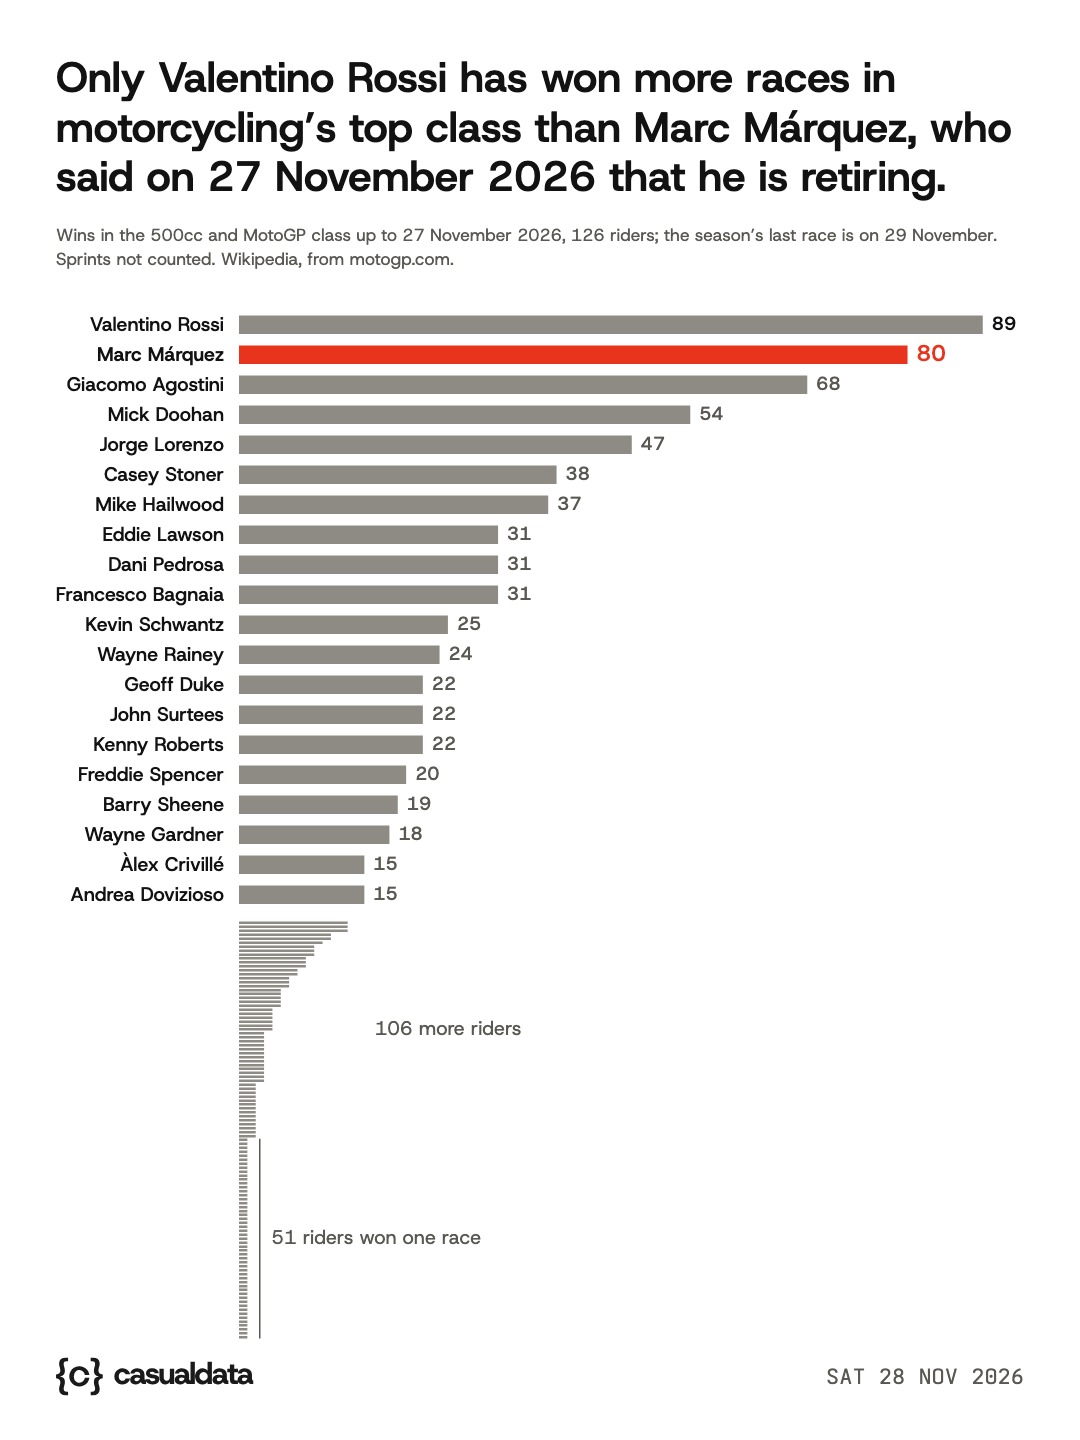 Only Valentino Rossi has won more races in
motorcycling’s top class than Marc Márquez, who
said on 27 November 2026 that he is retiring.
Wins in the 500cc and MotoGP class up to 27 November 2026, 126 riders; the season’s last race is on 29 November.
Sprints not counted. Wikipedia, from motogp.com.
Valentino Rossi 89
Marc Márquez 80
Giacomo Agostini 68
Mick Doohan 54
Jorge Lorenzo 47
Casey Stoner 38
Mike Hailwood 37
Eddie Lawson 31
Dani Pedrosa 31
Francesco Bagnaia 31
Kevin Schwantz 25
Wayne Rainey 24
Geoff Duke 22
John Surtees 22
Kenny Roberts 22
Freddie Spencer 20
Barry Sheene 19
Wayne Gardner 18
Àlex Crivillé 15
Andrea Dovizioso 15
106 more riders
51 riders won one race
{c} casualdata
SAT 28 NOV 2026